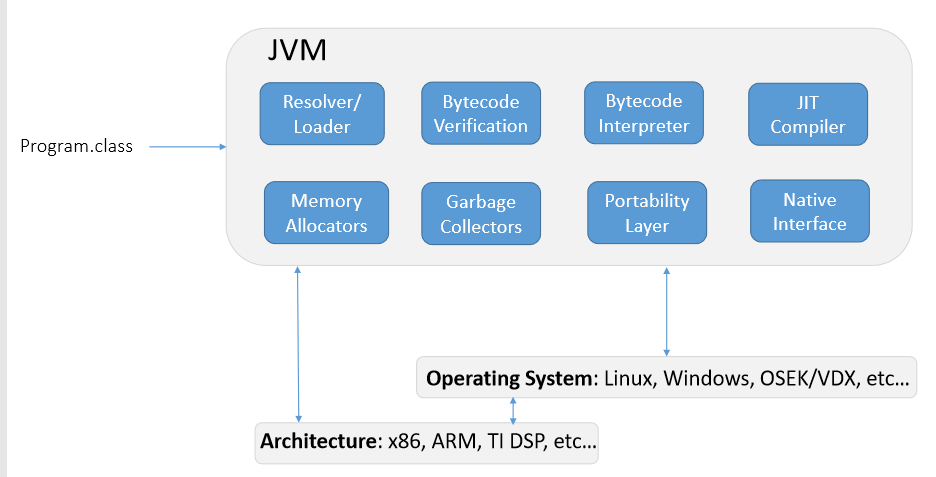 JVM
Resolver/
Loader
Bytecode
Verification
Bytecode
Interpreter
JIT
Compiler
Program.class
Memory
Allocators
Garbage
Collectors
Portability
Layer
Native
Interface
Operating System: Linux, Windows, OSEK/VDX, etc...
Architecture: x86, ARM, TI DSP, etc...